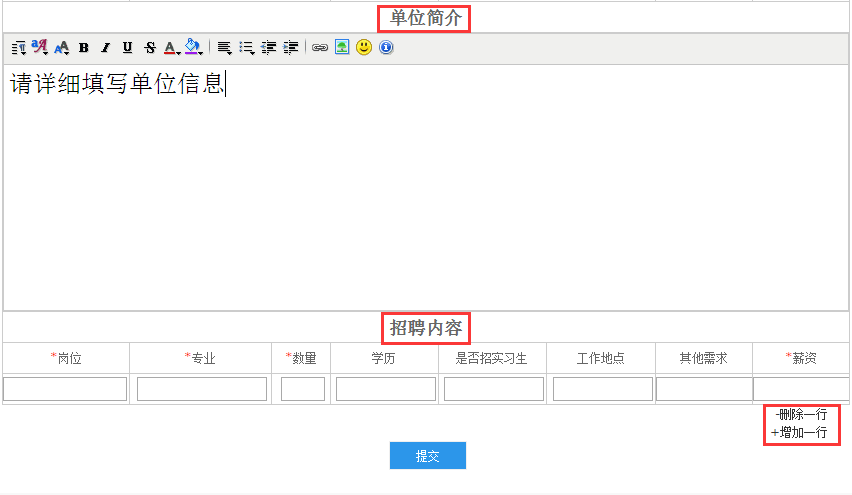 单位简介
B I U S A
请详细填写单位信息
招聘内容
*岗位 *专业 *数量 学历 是否招实习生 工作地点 其他需求 *薪资
-删除一行
+增加一行
提交